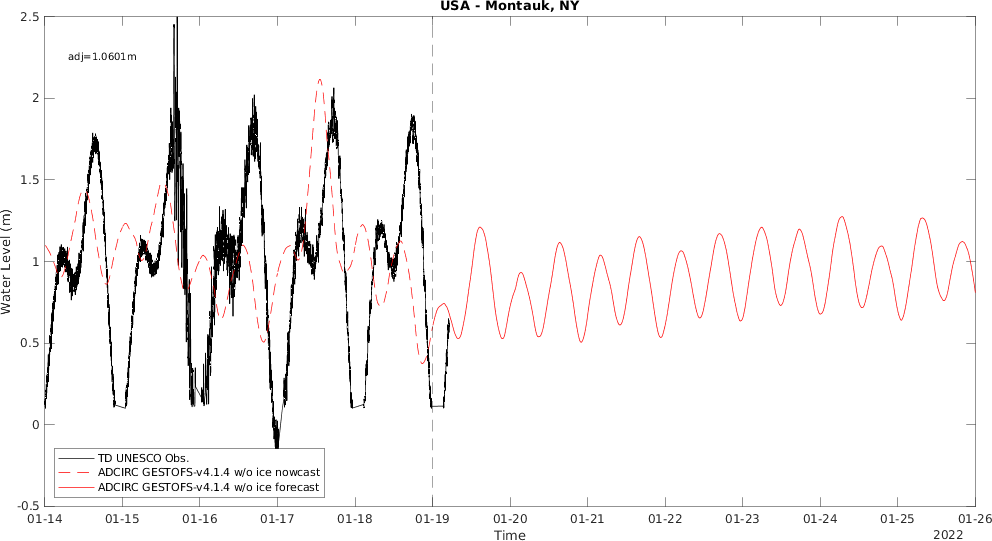 USA - Montauk, NY
adj=1.0601m
2.5
2
1.5
1
0.5
0
-0.5
Water Level (m)
TD UNESCO Obs.
ADCIRC GESTOFS-v4.1.4 w/o ice nowcast
ADCIRC GESTOFS-v4.1.4 w/o ice forecast
01-14 01-15 01-16 01-17 01-18 01-19 01-20 01-21 01-22 01-23 01-24 01-25 01-26
Time
2022